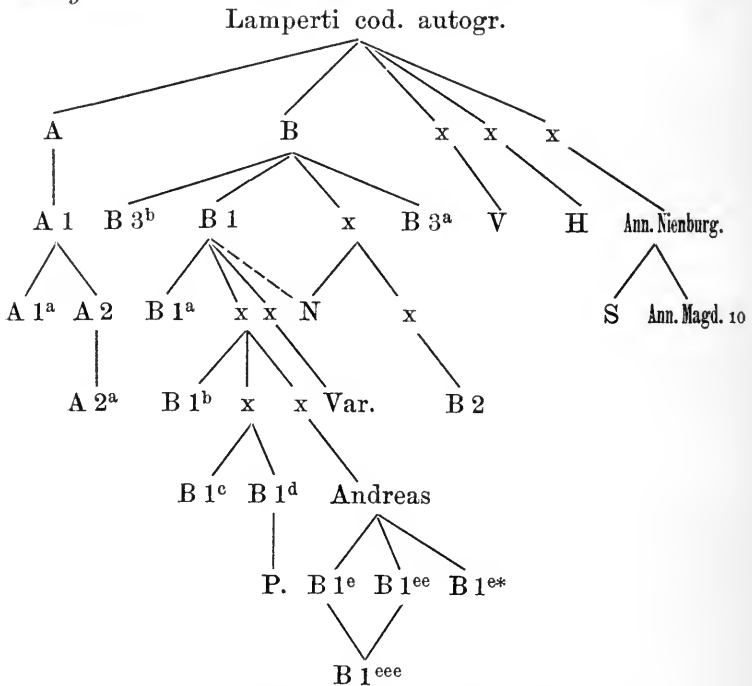 Lamperti cod. autogr.
A B x x x
A 1 B 3ᵇ B 1 x B 3ᵃ V H Ann. Nienburg.
A 1ᵃ A 2 B 1ᵃ x x N x S Ann. Magd. 10
A 2ᵃ B 1ᵇ x x Var. B 2
B 1ᶜ B 1ᵈ Andreas
P. B 1ᵉ B 1ᵉᵉ B 1ᵉ*
B 1ᵉᵉᵉ